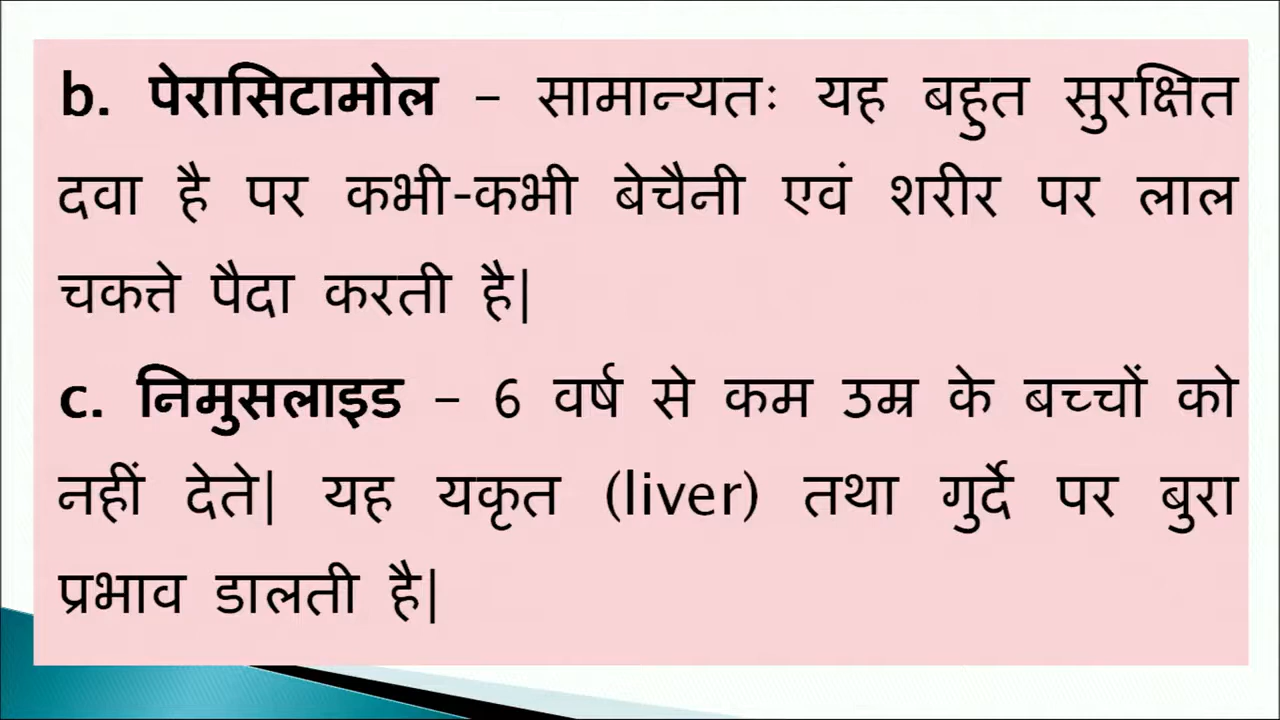 b. पेरासिटामोल – सामान्यतः यह बहुत सुरक्षित
दवा है पर कभी-कभी बेचैनी एवं शरीर पर लाल
चकत्ते पैदा करती है|
c. निमुसलाइड – 6 वर्ष से कम उम्र के बच्चों को
नहीं देते| यह यकृत (liver) तथा गुर्दे पर बुरा
प्रभाव डालती है|